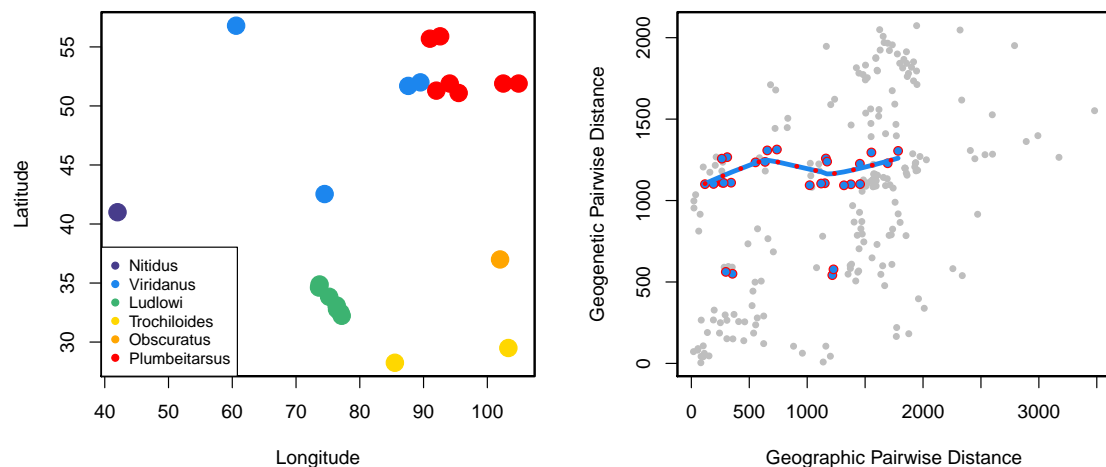 Latitude
55
50
45
40
35
30
Nitidus
Viridanus
Ludlowi
Trochiloides
Obscuratus
Plumbeitarsus
40 50 60 70 80 90 100
Longitude
Geogenetic Pairwise Distance
2000
1500
1000
500
0
0 500 1000 2000 3000
Geographic Pairwise Distance